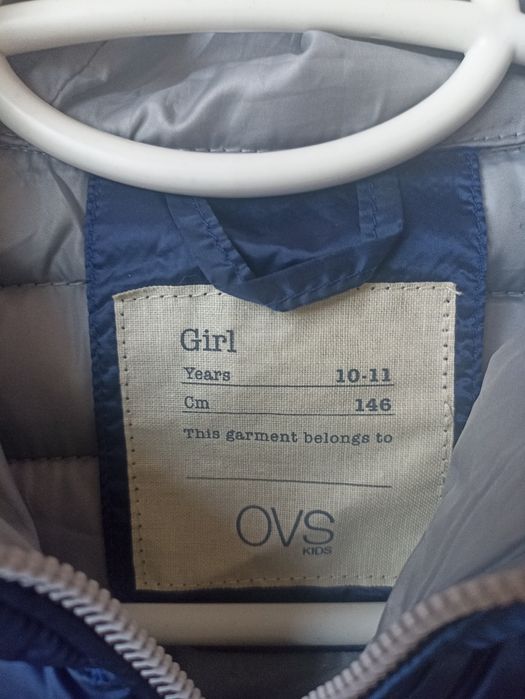 Girl
Years 10-11
Cm 146
This garment belongs to
OVS
KIDS